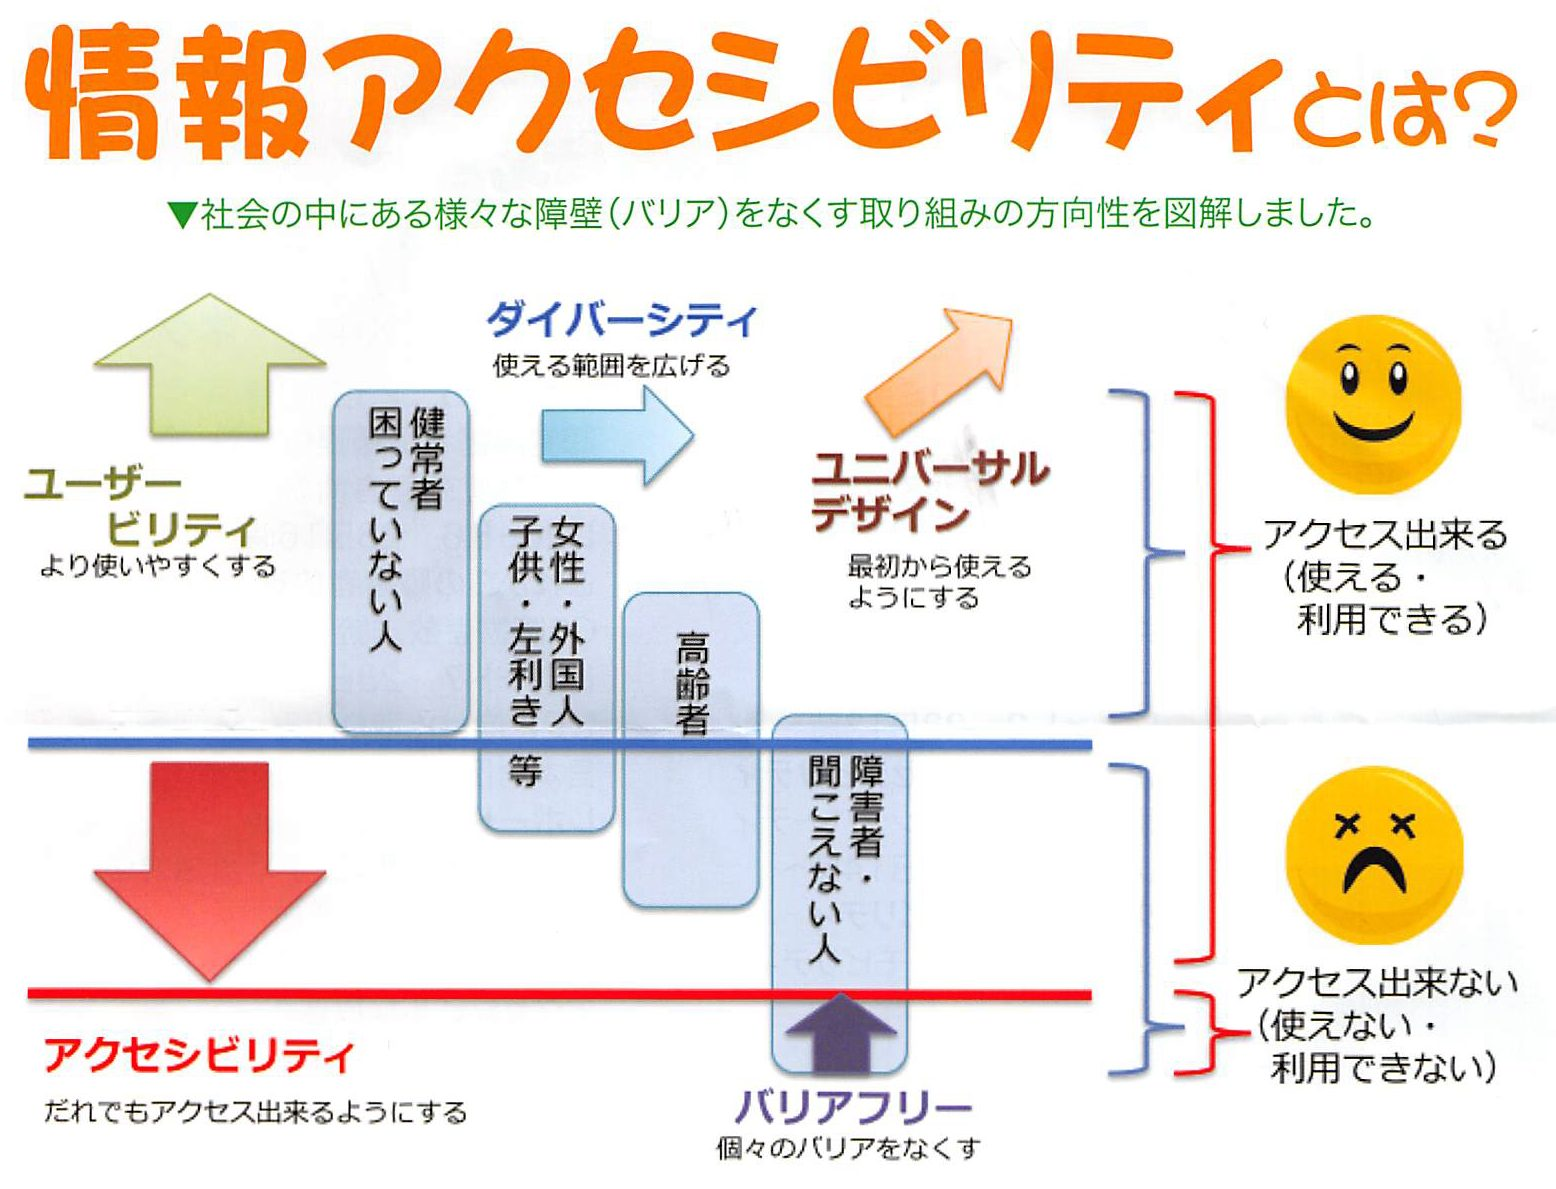 情報アクセシビリティとは?
▼社会の中にある様々な障壁(バリア)をなくす取り組みの方向性を図解しました。
ユーザー
ビリティ
より使いやすくする
健常者
困っていない人
ダイバーシティ
使える範囲を広げる
女性・外国人
子供・左利き 等
高齢者
障害者・
聞こえない人
ユニバーサル
デザイン
最初から使える
ようにする
アクセス出来る
(使える・
利用できる)
アクセシビリティ
だれでもアクセス出来るようにする
バリアフリー
個々のバリアをなくす
アクセス出来ない
(使えない・
利用できない)